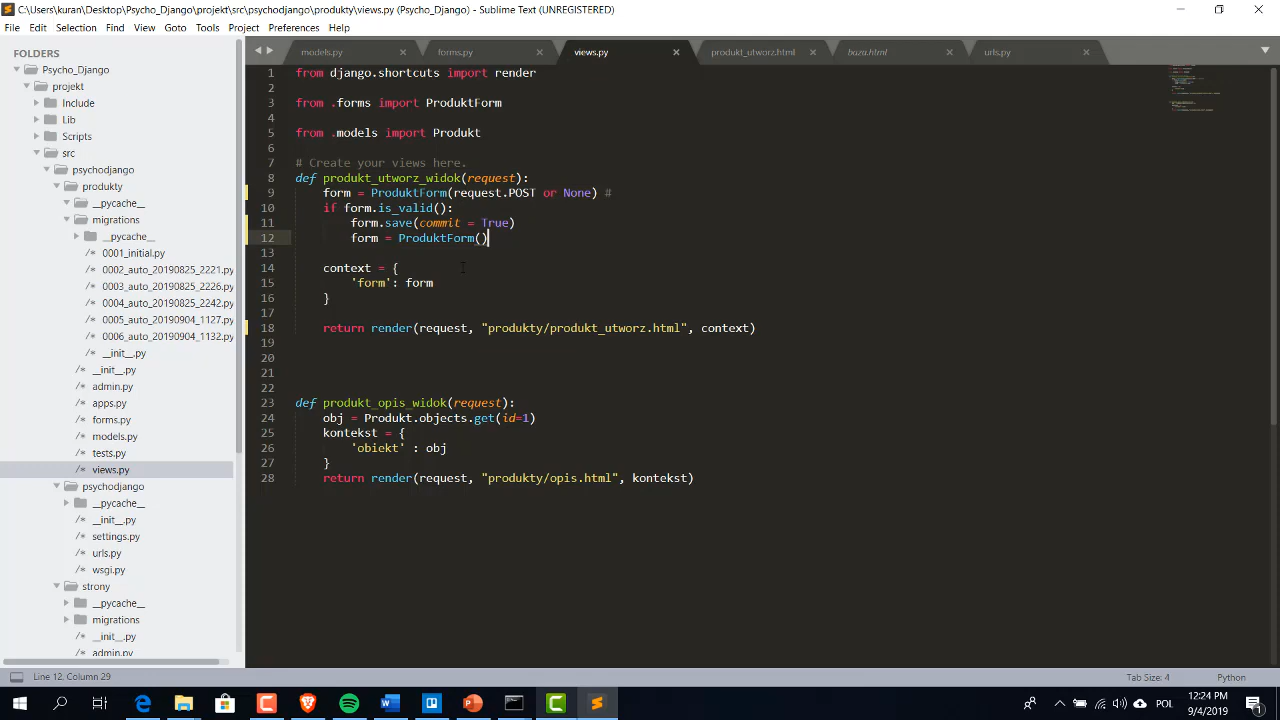 C:\Users\kuran\Desktop\Psycho_Django\projekt\src\psychodjango\produkty\views.py (Psycho_Django) - Sublime Text (UNREGISTERED)
File Edit Selection Find View Goto Tools Project Preferences Help
FOLDERS
Psycho_Django
projekt
Include
Lib
Scripts
src
psychodjango
produkty
__pycache__
migrations
__pycache__
0001_initial.py
0002_auto_20190825_2221.py
0003_auto_20190825_2226.py
0004_auto_20190825_2242.py
0005_auto_20190904_1127.py
0006_auto_20190904_1132.py
__init__.py
/* __init__.py
/* admin.py
/* apps.py
/* forms.py
/* models.py
/* tests.py
/* views.py
psychodjango
__pycache__
/* __init__.py
/* settings.py
/* urls.py
/* wsgi.py
strony
__pycache__
migrations
/* __init__.py
/* admin.py
models.py forms.py views.py produkt_utworz.html baza.html urls.py
1 from django.shortcuts import render
2
3 from .forms import ProduktForm
4
5 from .models import Produkt
6
7 # Create your views here.
8 def produkt_utworz_widok(request):
9 form = ProduktForm(request.POST or None) #
10 if form.is_valid():
11 form.save(commit = True)
12 form = ProduktForm()
13
14 context = {
15 'form': form
16 }
17
18 return render(request, "produkty/produkt_utworz.html", context)
19
20
21
22
23 def produkt_opis_widok(request):
24 obj = Produkt.objects.get(id=1)
25 kontekst = {
26 'obiekt' : obj
27 }
28 return render(request, "produkty/opis.html", kontekst)
Line 12, Column 29 Tab Size: 4 Python
POL
12:24 PM
9/4/2019